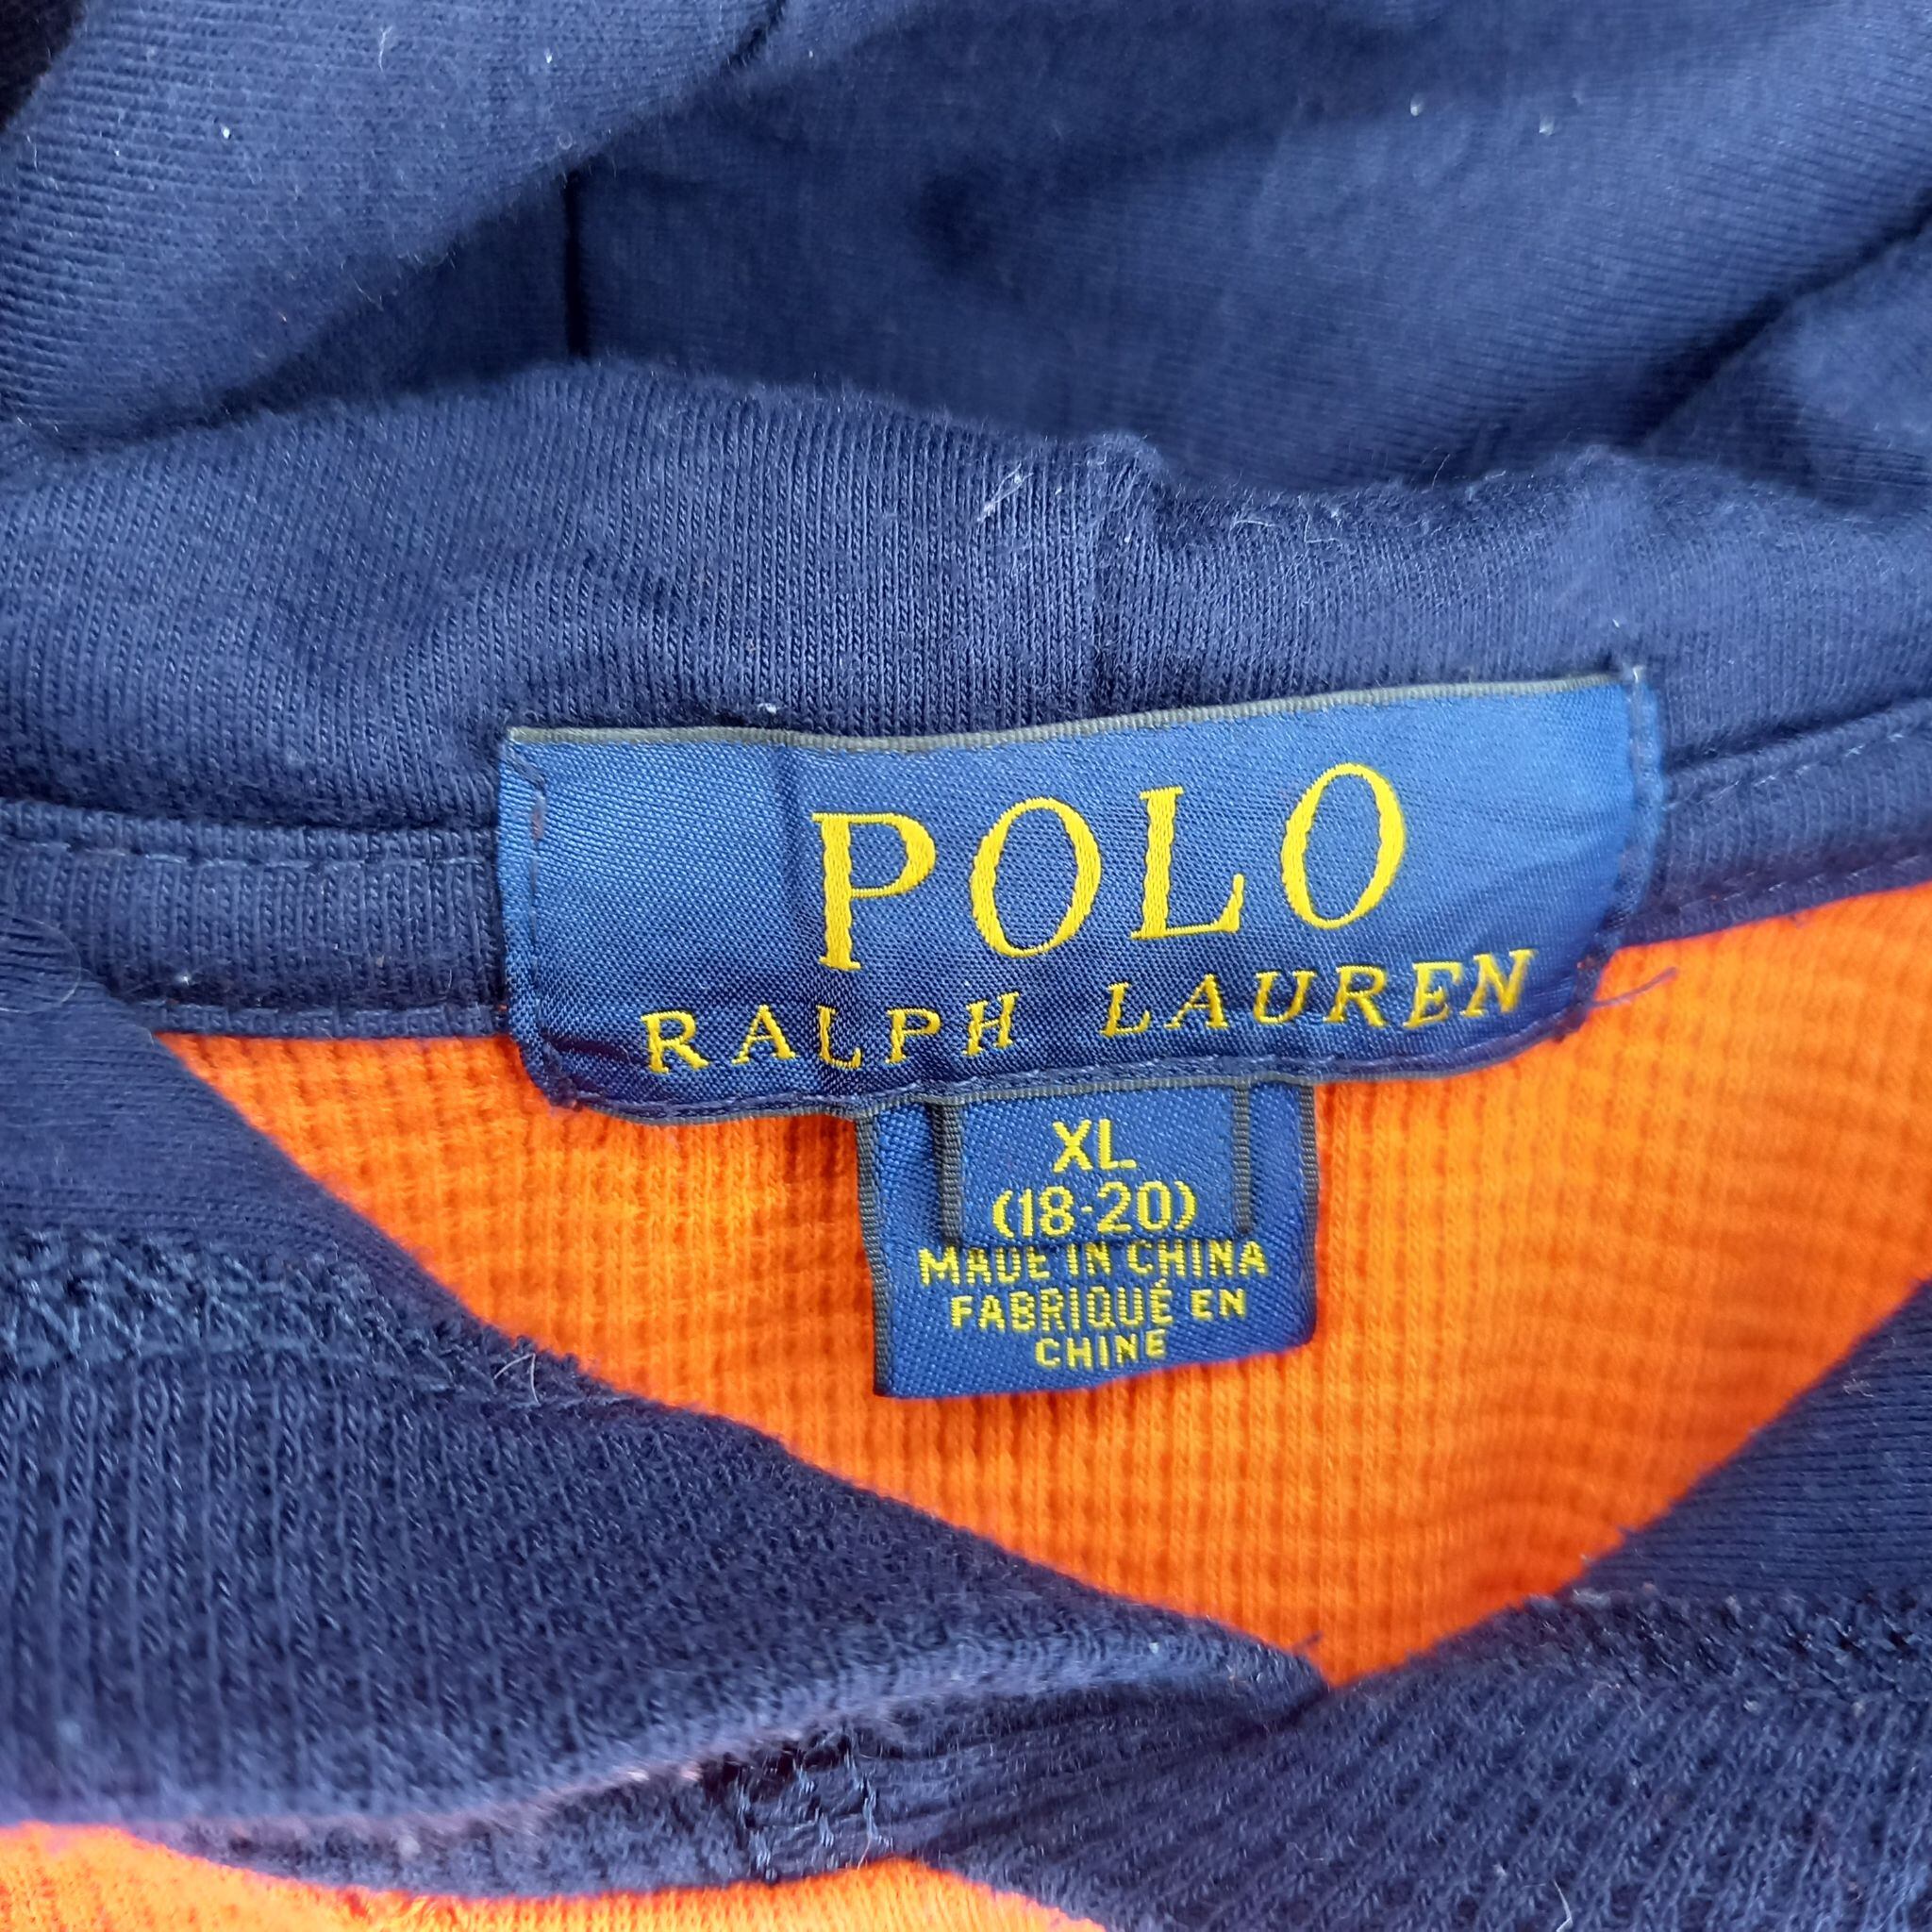 POLO
RALPH LAUREN
XL
(18-20)
MADE IN CHINA
FABRIQUÉ EN
CHINE